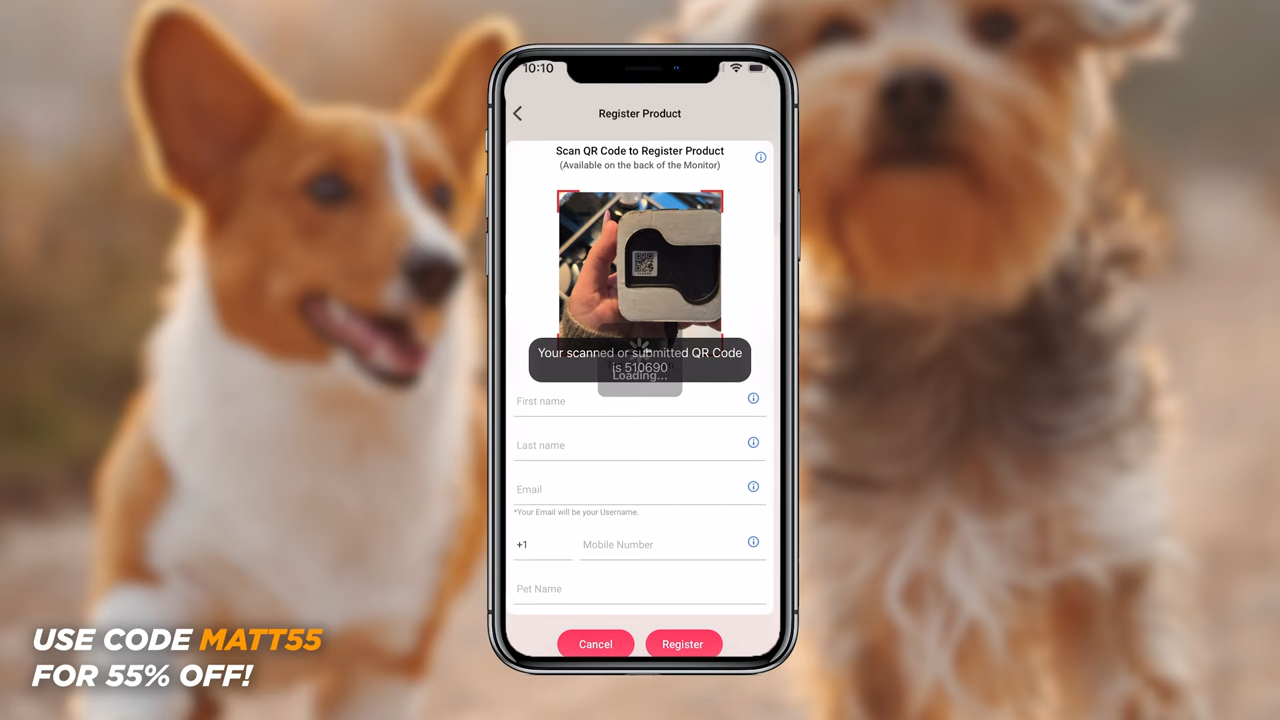 10:10
Register Product
Scan QR Code to Register Product
(Available on the back of the Monitor)
Your scanned or submitted QR Code
is 510690
Loading...
First name
Last name
Email
*Your Email will be your Username.
+1 Mobile Number
Pet Name
Cancel Register
USE CODE MATT55
FOR 55% OFF!